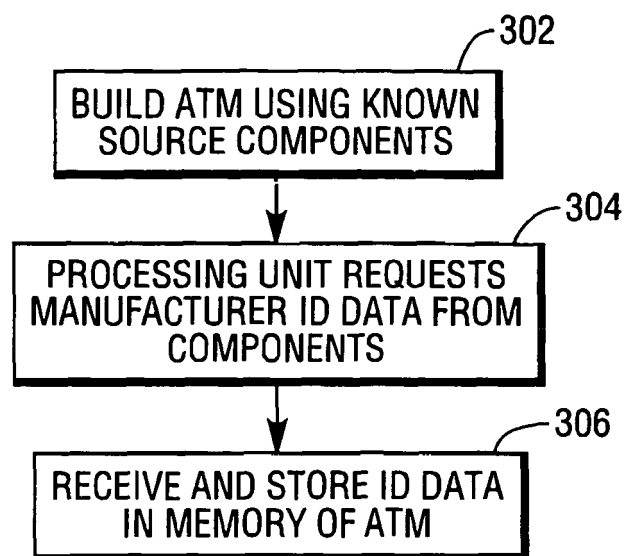 302
BUILD ATM USING KNOWN
SOURCE COMPONENTS
304
PROCESSING UNIT REQUESTS
MANUFACTURER ID DATA FROM
COMPONENTS
306
RECEIVE AND STORE ID DATA
IN MEMORY OF ATM